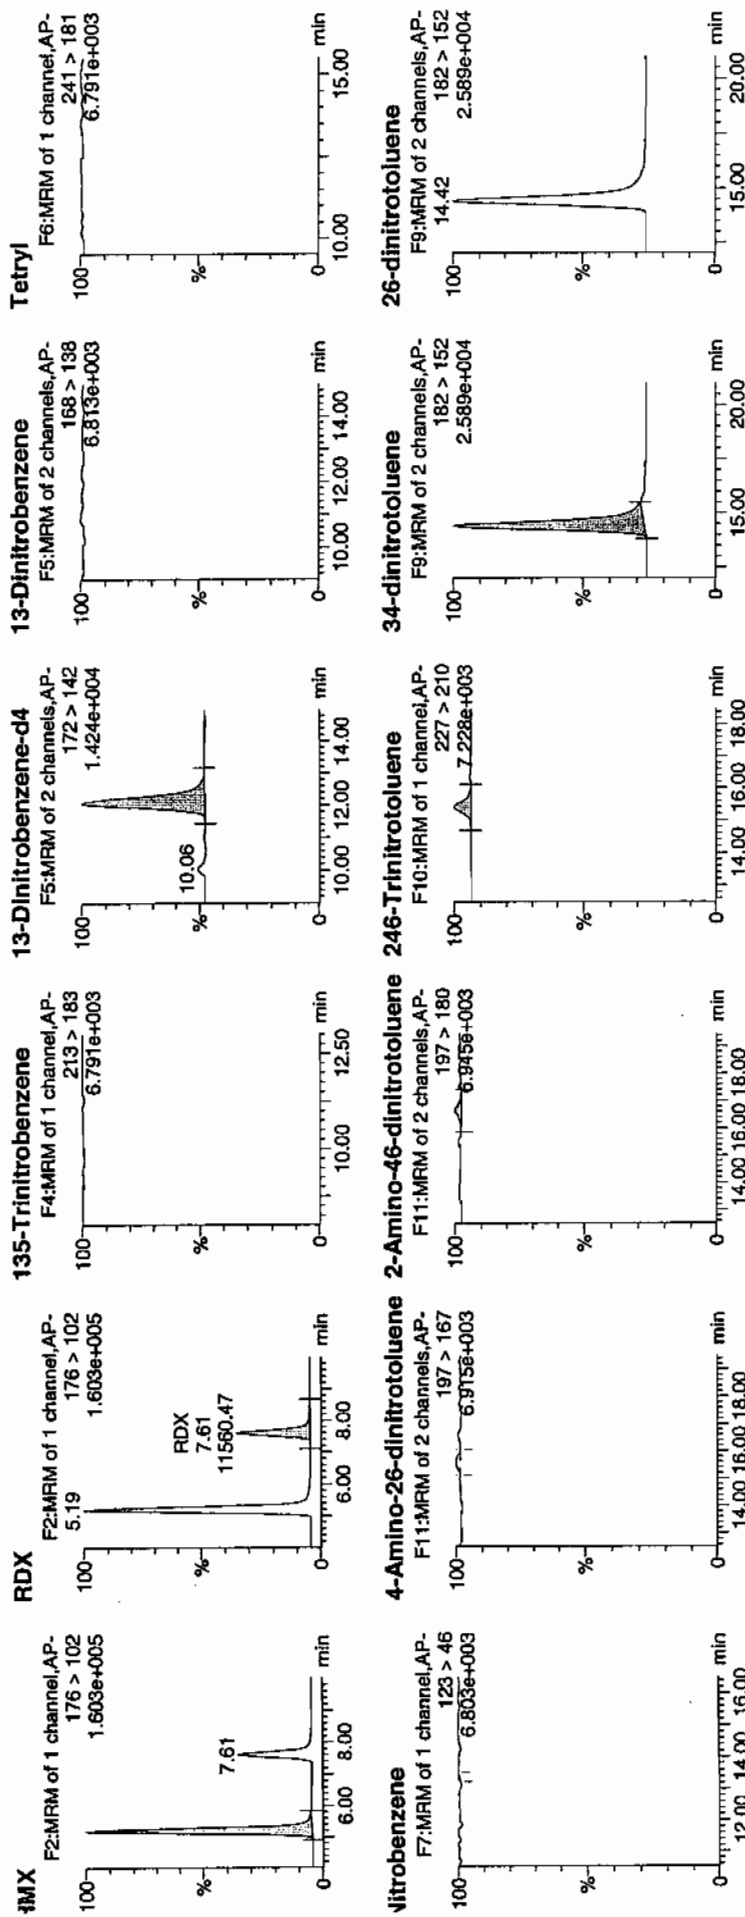 HMX
F2:MRM of 1 channel,AP-
176 > 102
1.603e+005
100
7.61
%
0
6.00 8.00 min
RDX
F2:MRM of 1 channel,AP-
176 > 102
1.603e+005
100
5.19
RDX
7.61
11560.47
%
0
6.00 8.00 min
135-Trinitrobenzene
F4:MRM of 1 channel,AP-
213 > 183
6.791e+003
100
%
0
10.00 12.50 min
13-Dinitrobenzene-d4
F5:MRM of 2 channels,AP-
172 > 142
1.424e+004
100
10.06
%
0
10.00 12.00 14.00 min
13-Dinitrobenzene
F5:MRM of 2 channels,AP-
168 > 138
6.813e+003
100
%
0
10.00 12.00 14.00 min
Tetryl
F6:MRM of 1 channel,AP-
241 > 181
6.791e+003
100
%
0
10.00 15.00 min
Nitrobenzene
F7:MRM of 1 channel,AP-
123 > 46
6.803e+003
100
%
0
12.00 14.00 16.00 min
4-Amino-26-dinitrotoluene
F11:MRM of 2 channels,AP-
197 > 167
6.915e+003
100
%
0
14.00 16.00 18.00 min
2-Amino-46-dinitrotoluene
F11:MRM of 2 channels,AP-
197 > 180
6.945e+003
100
%
0
14.00 16.00 18.00 min
246-Trinitrotoluene
F10:MRM of 1 channel,AP-
227 > 210
7.228e+003
100
%
0
14.00 16.00 18.00 min
34-dinitrotoluene
F9:MRM of 2 channels,AP-
182 > 152
2.589e+004
100
%
0
15.00 20.00 min
26-dinitrotoluene
F9:MRM of 2 channels,AP-
182 > 152
2.589e+004
100
14.42
%
0
15.00 20.00 min